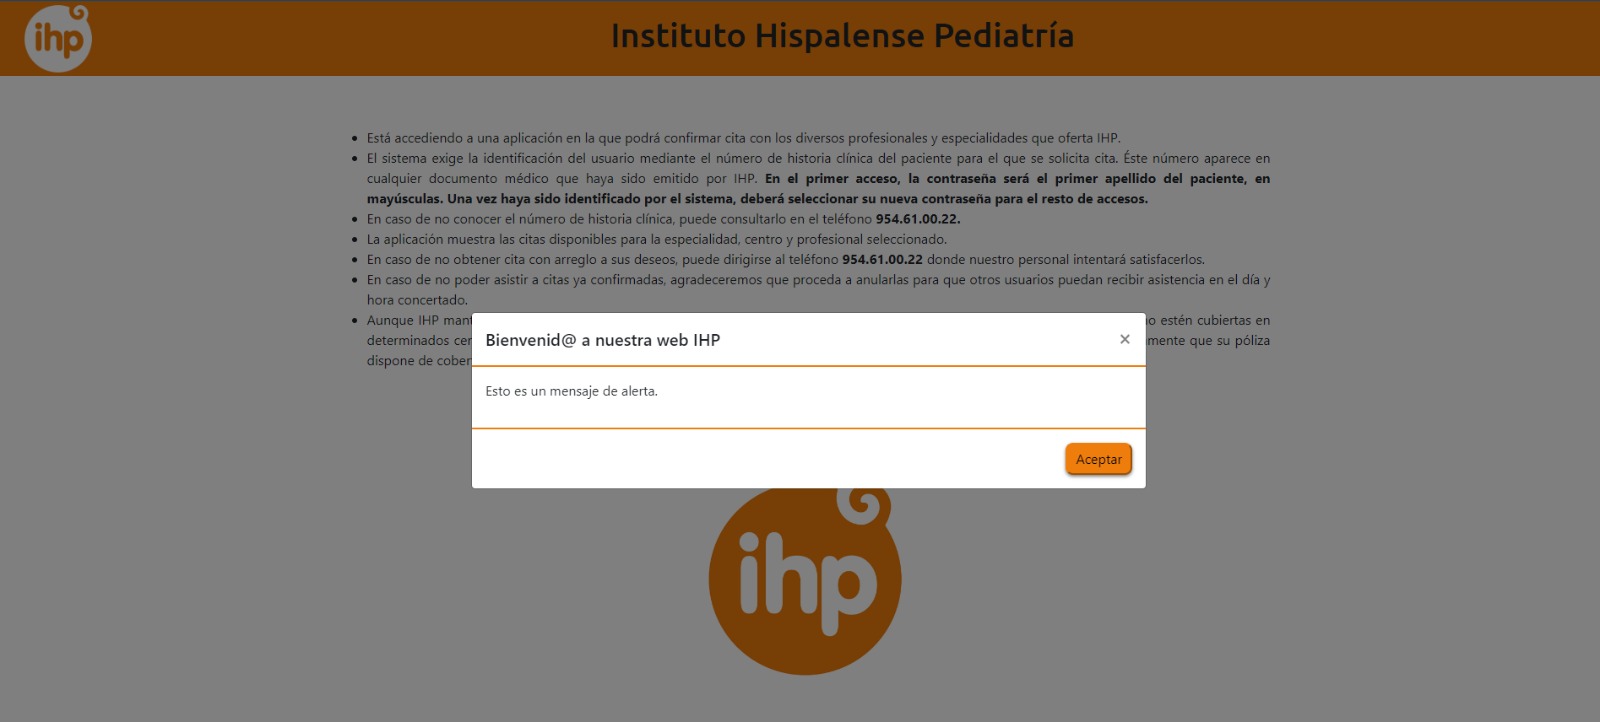 ihp
Instituto Hispalense Pediatría
Está accediendo a una aplicación en la que podrá confirmar cita con los diversos profesionales y especialidades que oferta IHP.
El sistema exige la identificación del usuario mediante el número de historia clínica del paciente para el que se solicita cita. Éste número aparece en
cualquier documento médico que haya sido emitido por IHP. En el primer acceso, la contraseña será el primer apellido del paciente, en
mayúsculas. Una vez haya sido identificado por el sistema, deberá seleccionar su nueva contraseña para el resto de accesos.
En caso de no conocer el número de historia clínica, puede consultarlo en el teléfono 954.61.00.22.
La aplicación muestra las citas disponibles para la especialidad, centro y profesional seleccionado.
En caso de no obtener cita con arreglo a sus deseos, puede dirigirse al teléfono 954.61.00.22 donde nuestro personal intentará satisfacerlos.
En caso de no poder asistir a citas ya confirmadas, agradeceremos que proceda a anularlas para que otros usuarios puedan recibir asistencia en el día y
hora concertado.
Aunque IHP estén cubiertas en
determinados que su póliza
dispone de
Bienvenid@ a nuestra web IHP
×
Esto es un mensaje de alerta.
Aceptar
ihp